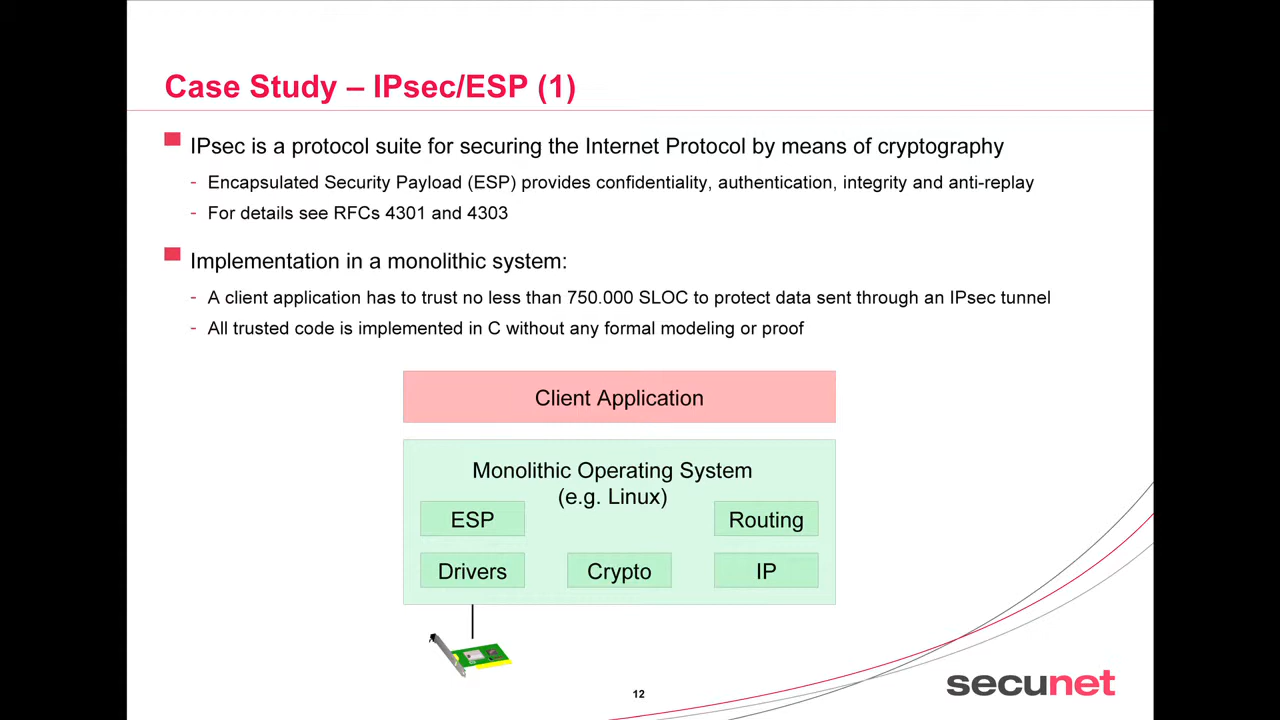 Case Study – IPsec/ESP (1)
IPsec is a protocol suite for securing the Internet Protocol by means of cryptography
- Encapsulated Security Payload (ESP) provides confidentiality, authentication, integrity and anti-replay
- For details see RFCs 4301 and 4303
Implementation in a monolithic system:
- A client application has to trust no less than 750.000 SLOC to protect data sent through an IPsec tunnel
- All trusted code is implemented in C without any formal modeling or proof
Client Application
Monolithic Operating System
(e.g. Linux)
ESP
Routing
Drivers
Crypto
IP
12
secunet